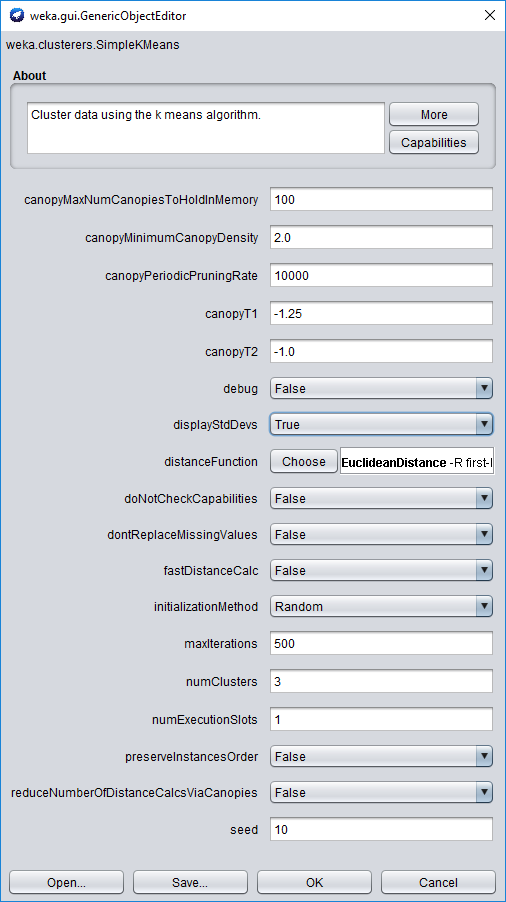 weka.gui.GenericObjectEditor
weka.clusterers.SimpleKMeans
About
Cluster data using the k means algorithm.
More
Capabilities
canopyMaxNumCanopiesToHoldInMemory 100
canopyMinimumCanopyDensity 2.0
canopyPeriodicPruningRate 10000
canopyT1 -1.25
canopyT2 -1.0
debug False
displayStdDevs True
distanceFunction Choose EuclideanDistance -R first-l
doNotCheckCapabilities False
dontReplaceMissingValues False
fastDistanceCalc False
initializationMethod Random
maxIterations 500
numClusters 3
numExecutionSlots 1
preserveInstancesOrder False
reduceNumberOfDistanceCalcsViaCanopies False
seed 10
Open... Save... OK Cancel